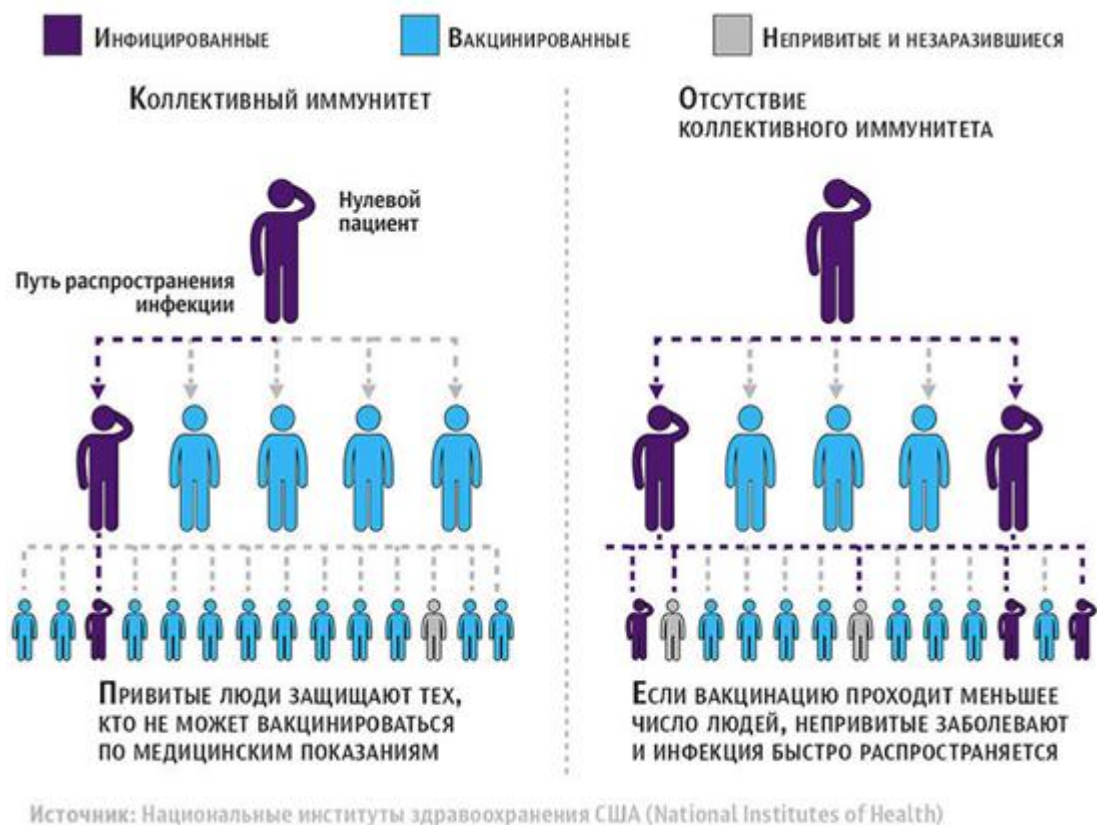 Инфицированные
Вакцинированные
Непривитые и незаразившиеся
Коллективный иммунитет
Нулевой
пациент
Путь распространения
инфекции
Привитые люди защищают тех,
кто не может вакцинироваться
по медицинским показаниям
Отсутствие
коллективного иммунитета
Если вакцинацию проходит меньшее
число людей, непривитые заболевают
и инфекция быстро распространяется
Источник: Национальные институты здравоохранения США (National Institutes of Health)